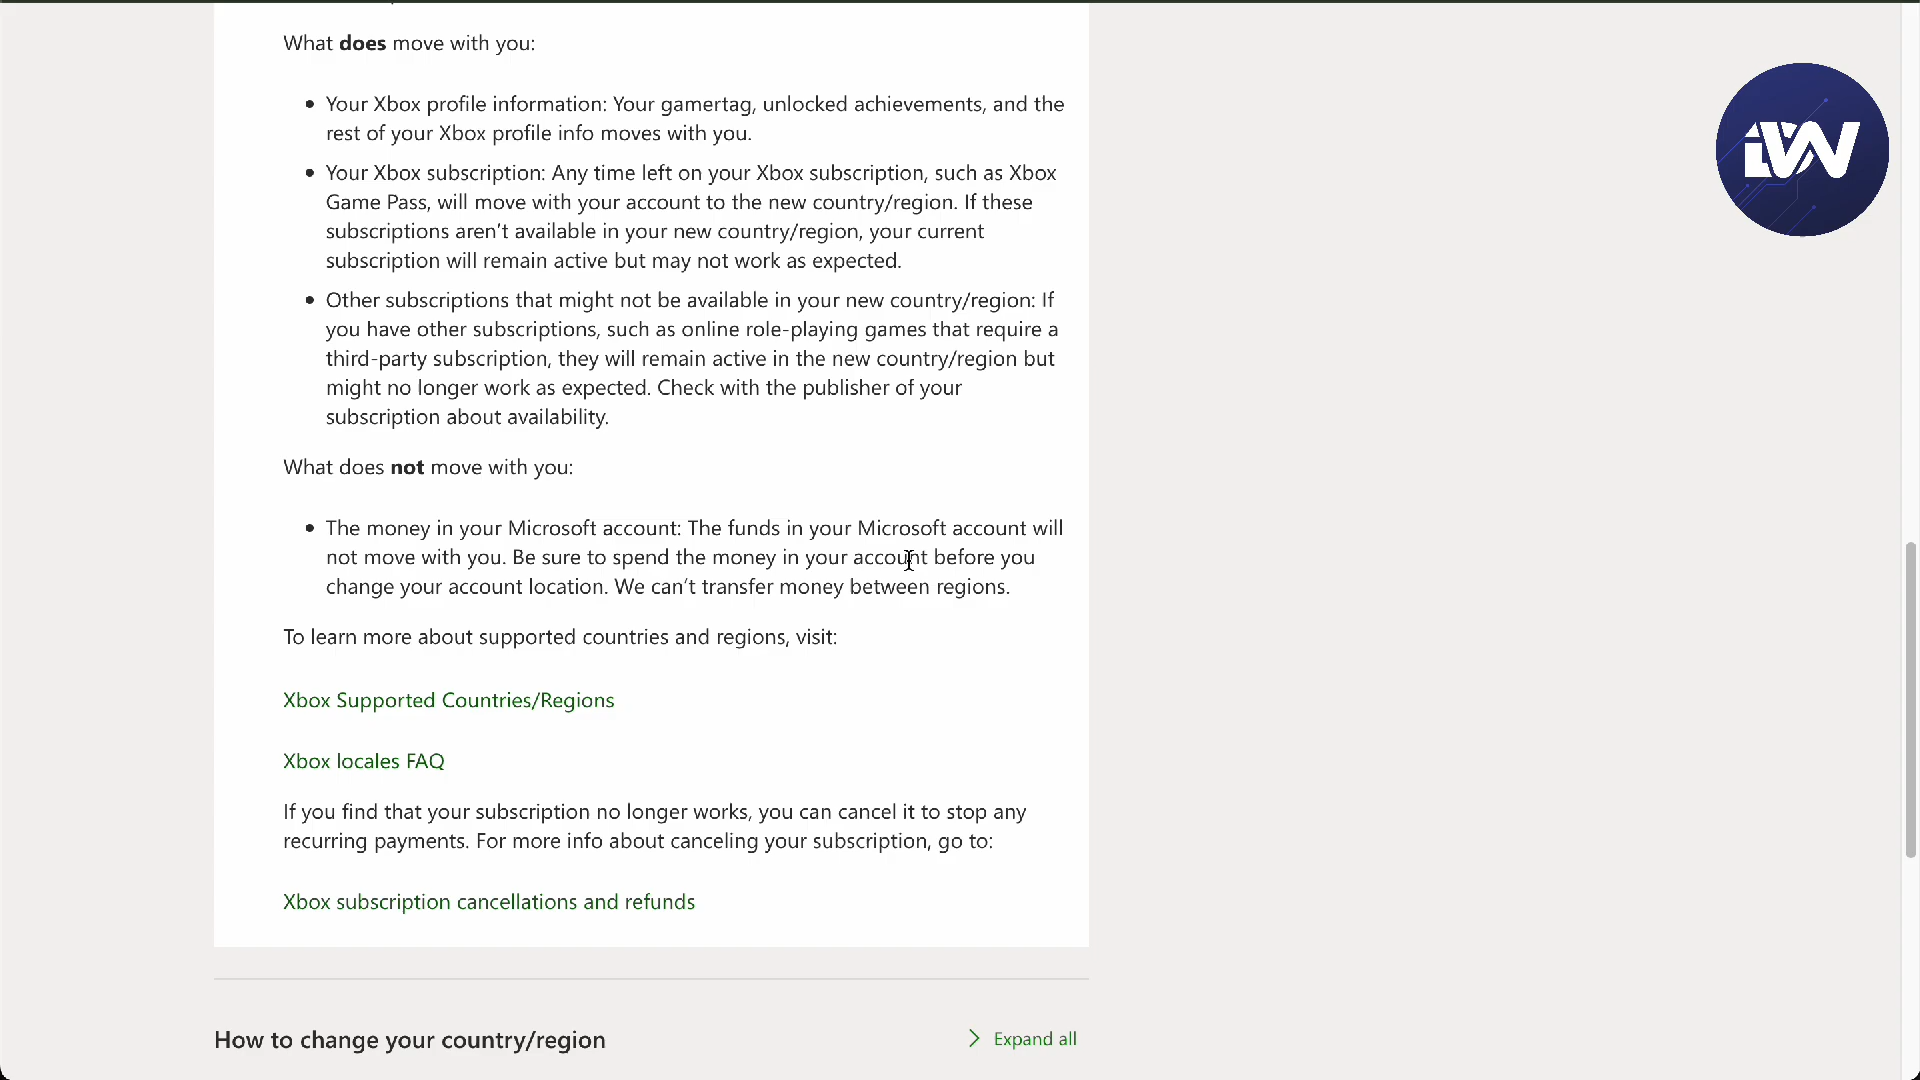 What does move with you:
Your Xbox profile information: Your gamertag, unlocked achievements, and the
rest of your Xbox profile info moves with you.
Your Xbox subscription: Any time left on your Xbox subscription, such as Xbox
Game Pass, will move with your account to the new country/region. If these
subscriptions aren't available in your new country/region, your current
subscription will remain active but may not work as expected.
Other subscriptions that might not be available in your new country/region: If
you have other subscriptions, such as online role-playing games that require a
third-party subscription, they will remain active in the new country/region but
might no longer work as expected. Check with the publisher of your
subscription about availability.
What does not move with you:
The money in your Microsoft account: The funds in your Microsoft account will
not move with you. Be sure to spend the money in your account before you
change your account location. We can't transfer money between regions.
To learn more about supported countries and regions, visit:
Xbox Supported Countries/Regions
Xbox locales FAQ
If you find that your subscription no longer works, you can cancel it to stop any
recurring payments. For more info about canceling your subscription, go to:
Xbox subscription cancellations and refunds
How to change your country/region
Expand all